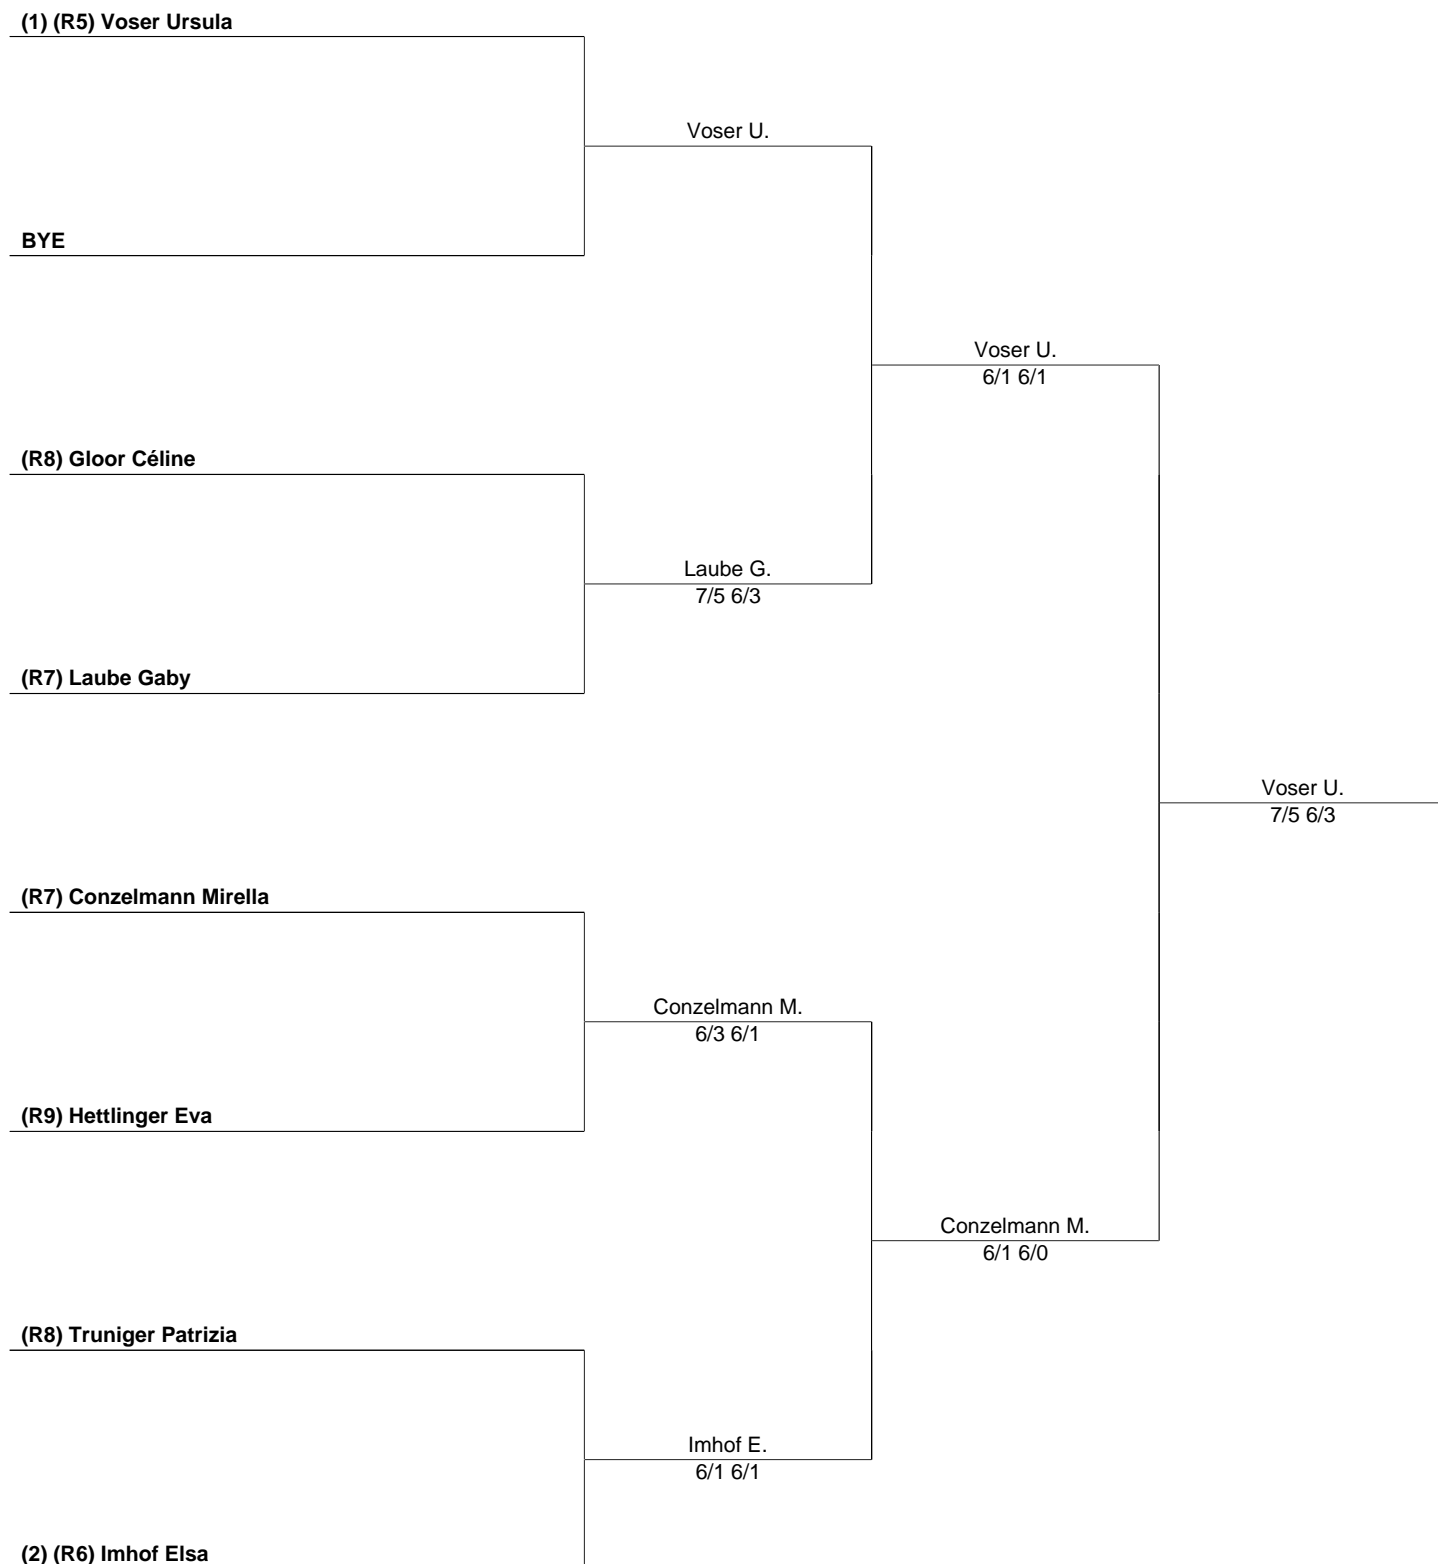 (1) (R5) Voser Ursula
Voser U.
BYE
Voser U.
6/1 6/1
(R8) Gloor Céline
Laube G.
7/5 6/3
(R7) Laube Gaby
Voser U.
7/5 6/3
(R7) Conzelmann Mirella
Conzelmann M.
6/3 6/1
(R9) Hettlinger Eva
Conzelmann M.
6/1 6/0
(R8) Truniger Patrizia
Imhof E.
6/1 6/1
(2) (R6) Imhof Elsa